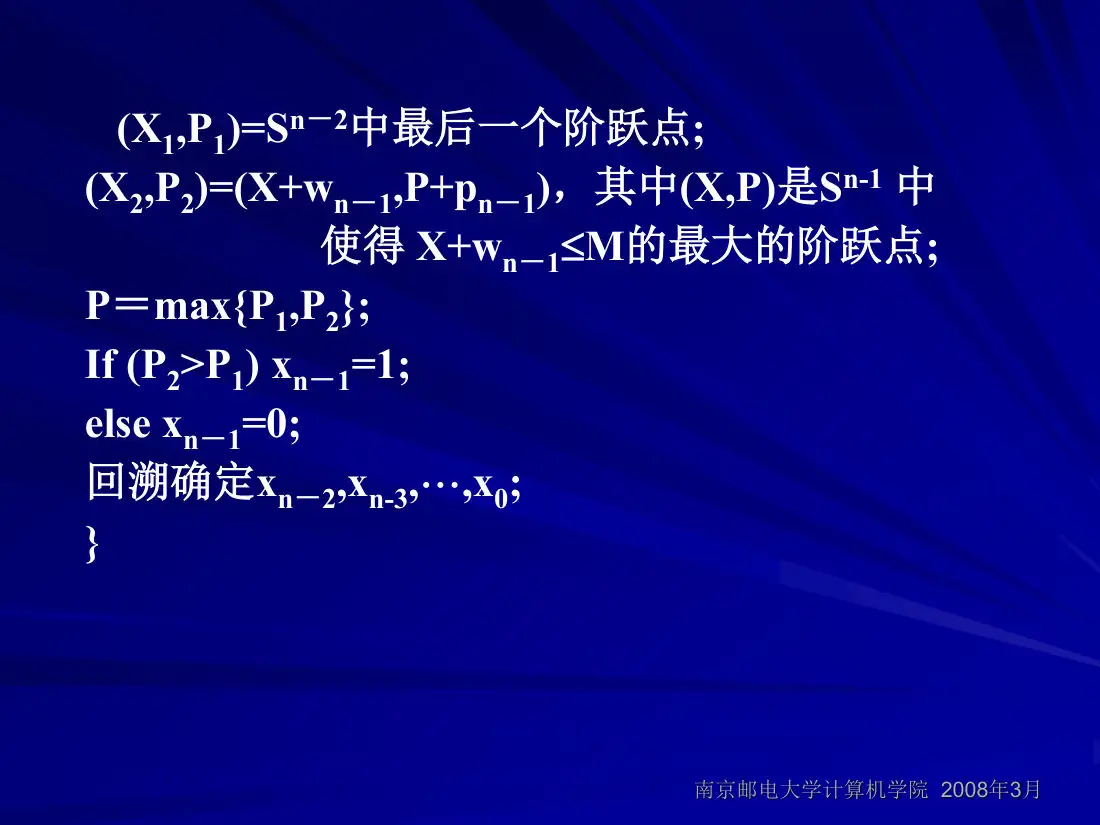 (X₁,P₁)=Sⁿ⁻²中最后一个阶跃点;
(X₂,P₂)=(X+wₙ₋₁,P+pₙ₋₁)，其中(X,P)是Sⁿ⁻¹ 中
使得 X+wₙ₋₁≤M的最大的阶跃点;
P＝max{P₁,P₂};
If (P₂>P₁) xₙ₋₁=1;
else xₙ₋₁=0;
回溯确定xₙ₋₂,xₙ₋₃,⋯,x₀;
}
南京邮电大学计算机学院 2008年3月